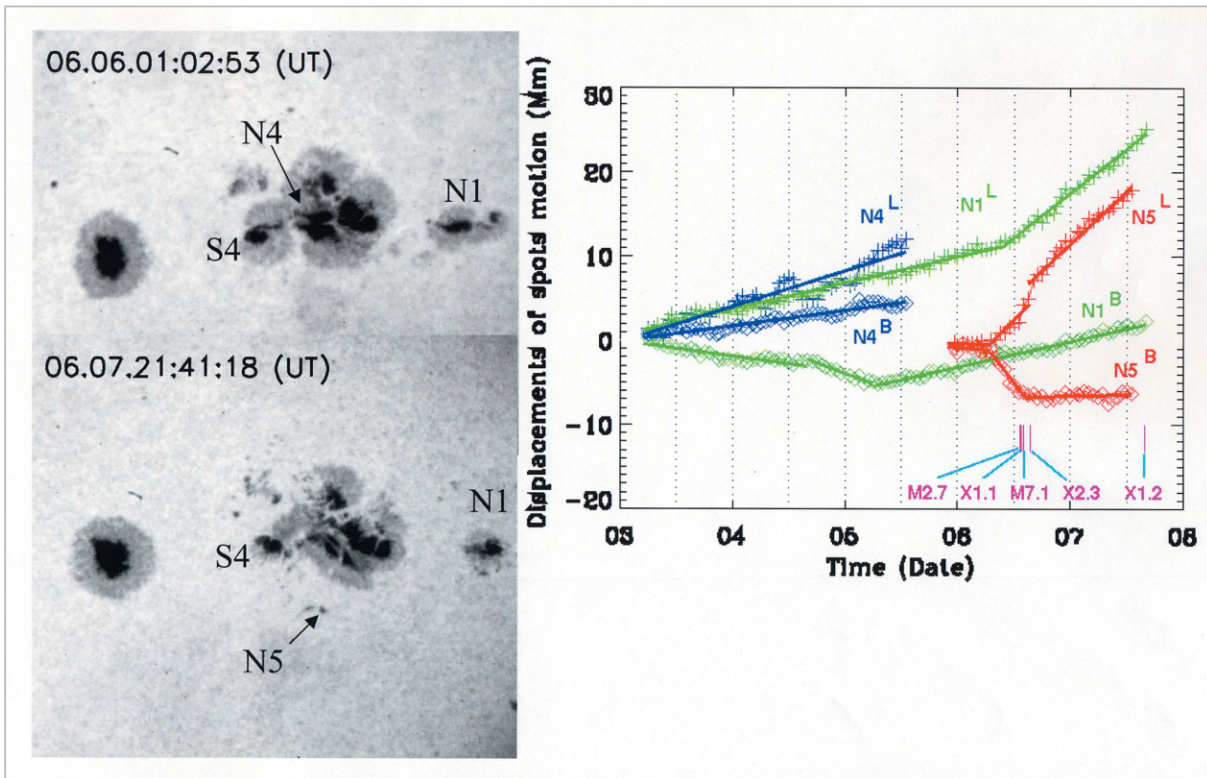 06.06.01:02:53 (UT)
N4
N1
S4
06.07.21:41:18 (UT)
N1
S4
N5
Displacements of spots motion (Mm)
30
20
10
0
-10
-20
N4 L
N1 L
N5 L
N4 B
N1 B
N5 B
M2.7 X1.1 M7.1 X2.3 X1.2
03 04 05 06 07 08
Time (Date)